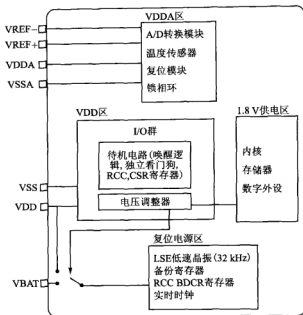 VDDA区
VREF-
VREF+
VDDA
VSSA
A/D转换模块
温度传感器
复位模块
锁相环
VDD区
I/O群
待机电路(唤醒逻
辑,独立看门狗,
RCC,CSR寄存器)
电压调整器
1.8 V供电区
内核
存储器
数字外设
VSS
VDD
复位电源区
LSE低速晶振(32 kHz)
备份寄存器
RCC BDCR寄存器
实时时钟
VBAT